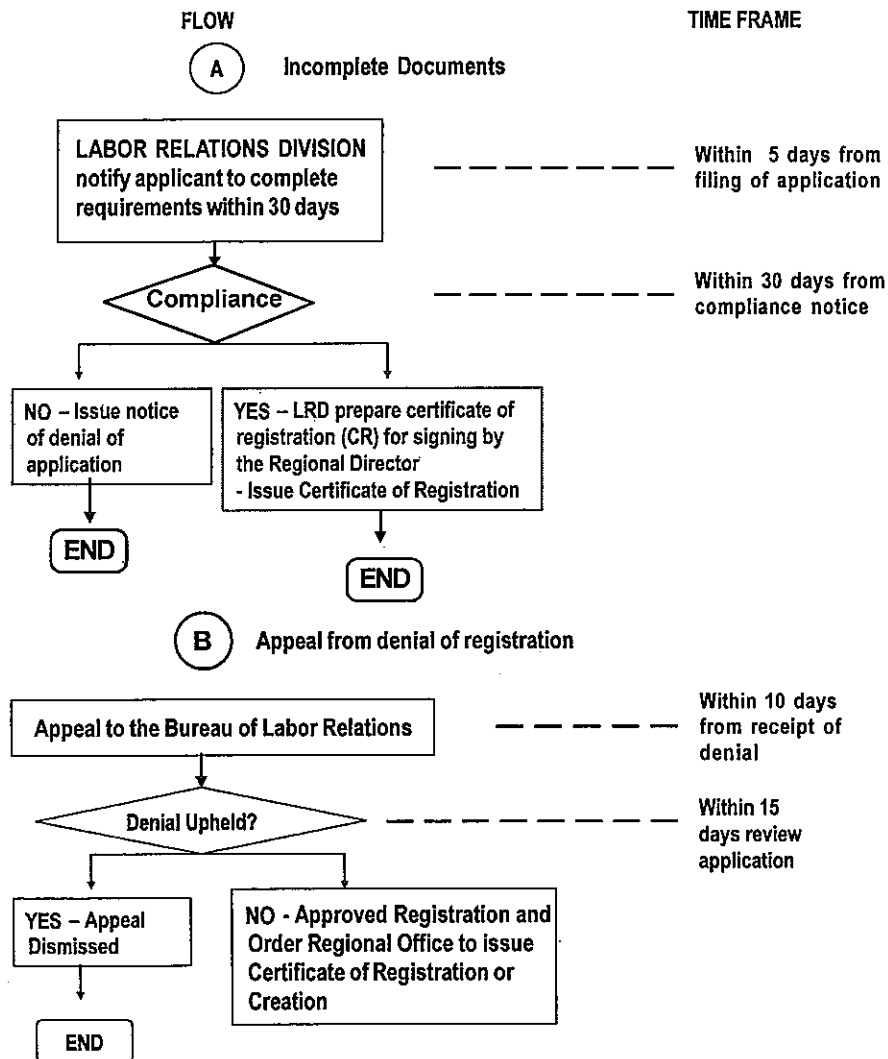 FLOW
TIME FRAME
A
Incomplete Documents
LABOR RELATIONS DIVISION
notify applicant to complete
requirements within 30 days
Within 5 days from
filing of application
Compliance
Within 30 days from
compliance notice
NO – Issue notice
of denial of
application
YES – LRD prepare certificate of
registration (CR) for signing by
the Regional Director
- Issue Certificate of Registration
END
END
B
Appeal from denial of registration
Appeal to the Bureau of Labor Relations
Within 10 days
from receipt of
denial
Denial Upheld?
Within 15
days review
application
YES – Appeal
Dismissed
NO - Approved Registration and
Order Regional Office to issue
Certificate of Registration or
Creation
END